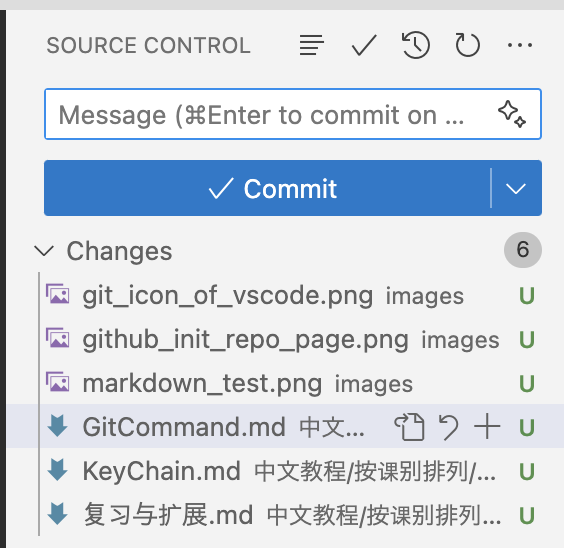 SOURCE CONTROL
Message (⌘Enter to commit on ...
Commit
Changes 6
git_icon_of_vscode.png images U
github_init_repo_page.png images U
markdown_test.png images U
GitCommand.md 中文... U
KeyChain.md 中文教程/按课别排列/... U
复习与扩展.md 中文教程/按课别排列... U